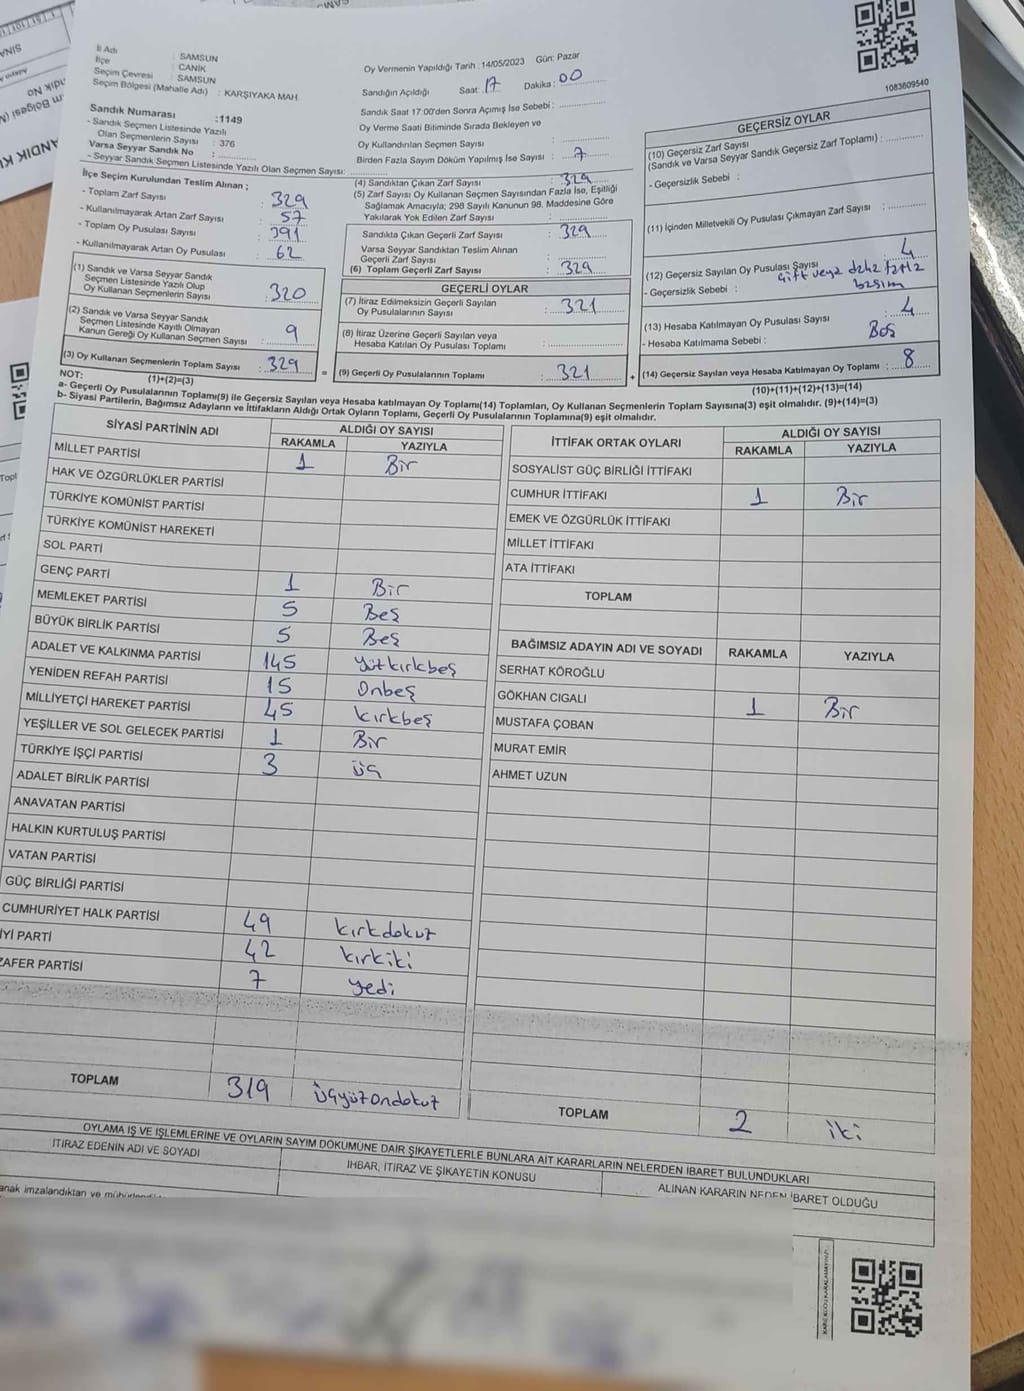 İl Adı : SAMSUN
İlçe : CANİK
Seçim Çevresi : SAMSUN
Seçim Bölgesi (Mahalle Adı) : KARŞIYAKA MAH.
Sandık Numarası :1149
- Sandık Seçmen Listesinde Yazılı
Olan Seçmenlerin Sayısı : 376
Varsa Seyyar Sandık No :
- Seyyar Sandık Seçmen Listesinde Yazılı Olan Seçmen Sayısı:
Oy Vermenin Yapıldığı Tarih :14/05/2023 Gün: Pazar
Sandığın Açıldığı Saat: 17 Dakika: 00
Sandık Saat 17:00'den Sonra Açımış İse Sebebi :
Oy Verme Saati Bitiminde Sırada Bekleyen ve
Oy Kullandırılan Seçmen Sayısı
Birden Fazla Sayım Döküm Yapılmış İse Sayısı : 7
1083609540
İlçe Seçim Kurulundan Teslim Alınan ;
- Toplam Zarf Sayısı : 329
- Kullanılmayarak Artan Zarf Sayısı : 57
- Toplam Oy Pusulası Sayısı : 391
- Kullanılmayarak Artan Oy Pusulası : 62
(1) Sandık ve Varsa Seyyar Sandık
Seçmen Listesinde Yazılı Olup
Oy Kullanan Seçmenlerin Sayısı :320
(2) Sandık ve Varsa Seyyar Sandık
Seçmen Listesinde Kayıtlı Olmayan
Kanun Gereği Oy Kullanan Seçmen Sayısı : 9
(3) Oy Kullanan Seçmenlerin Toplam Sayısı : 329
(1)+(2)=(3)
(4) Sandıktan Çıkan Zarf Sayısı : 329
(5) Zarf Sayısı Oy Kullanan Seçmen Sayısından Fazla İse, Eşitliği
Sağlamak Amacıyla; 298 Sayılı Kanunun 98. Maddesine Göre
Yakılarak Yok Edilen Zarf Sayısı :
Sandıkta Çıkan Geçerli Zarf Sayısı : 329
Varsa Seyyar Sandıktan Teslim Alınan
Geçerli Zarf Sayısı :
(6) Toplam Geçerli Zarf Sayısı : 329
GEÇERLİ OYLAR
(7) İtiraz Edilmeksizin Geçerli Sayılan
Oy Pusulalarının Sayısı : 321
(8) İtiraz Üzerine Geçerli Sayılan veya
Hesaba Katılan Oy Pusulası Toplamı :
= (9) Geçerli Oy Pusulalarının Toplamı : 321 +
GEÇERSİZ OYLAR
(10) Geçersiz Zarf Sayısı
(Sandık ve Varsa Seyyar Sandık Geçersiz Zarf Toplamı) :
- Geçersizlik Sebebi :
(11) İçinden Milletvekili Oy Pusulası Çıkmayan Zarf Sayısı :
(12) Geçersiz Sayılan Oy Pusulası Sayısı : 4
- Geçersizlik Sebebi : Çift veya daha fazla
basım
(13) Hesaba Katılmayan Oy Pusulası Sayısı : 4
- Hesaba Katılmama Sebebi : Boş
(14) Geçersiz Sayılan veya Hesaba Katılmayan Oy Toplamı : 8
(10)+(11)+(12)+(13)=(14)
NOT:
a- Geçerli Oy Pusulalarının Toplamı(9) ile Geçersiz Sayılan veya Hesaba katılmayan Oy Toplamı(14) Toplamları, Oy Kullanan Seçmenlerin Toplam Sayısına(3) eşit olmalıdır. (9)+(14)=(3)
b- Siyasi Partilerin, Bağımsız Adayların ve İttifakların Aldığı Ortak Oyların Toplamı, Geçerli Oy Pusulalarının Toplamına(9) eşit olmalıdır.
SİYASİ PARTİNİN ADI ALDIĞI OY SAYISI
RAKAMLA YAZIYLA
MİLLET PARTİSİ 1 Bir
HAK VE ÖZGÜRLÜKLER PARTİSİ
TÜRKİYE KOMÜNİST PARTİSİ
TÜRKİYE KOMÜNİST HAREKETİ
SOL PARTİ
GENÇ PARTİ 1 Bir
MEMLEKET PARTİSİ 5 Beş
BÜYÜK BİRLİK PARTİSİ 5 Beş
ADALET VE KALKINMA PARTİSİ 145 Yüzkırkbeş
YENİDEN REFAH PARTİSİ 15 Onbeş
MİLLİYETÇİ HAREKET PARTİSİ 45 kırkbeş
YEŞİLLER VE SOL GELECEK PARTİSİ 1 Bir
TÜRKİYE İŞÇİ PARTİSİ 3 üç
ADALET BİRLİK PARTİSİ
ANAVATAN PARTİSİ
HALKIN KURTULUŞ PARTİSİ
VATAN PARTİSİ
GÜÇ BİRLİĞİ PARTİSİ
CUMHURİYET HALK PARTİSİ 49 kırkdokuz
İYİ PARTİ 42 kırkiki
ZAFER PARTİSİ 7 yedi
TOPLAM 319 üçyüzondokuz
İTTİFAK ORTAK OYLARI ALDIĞI OY SAYISI
RAKAMLA YAZIYLA
SOSYALİST GÜÇ BİRLİĞİ İTTİFAKI
CUMHUR İTTİFAKI 1 Bir
EMEK VE ÖZGÜRLÜK İTTİFAKI
MİLLET İTTİFAKI
ATA İTTİFAKI
TOPLAM
BAĞIMSIZ ADAYIN ADI VE SOYADI RAKAMLA YAZIYLA
SERHAT KÖROĞLU
GÖKHAN CIGALI 1 Bir
MUSTAFA ÇOBAN
MURAT EMİR
AHMET UZUN
TOPLAM 2 iki
OYLAMA İŞ VE İŞLEMLERİNE VE OYLARIN SAYIM DÖKÜMÜNE DAİR ŞİKAYETLERLE BUNLARA AİT KARARLARIN NELERDEN İBARET BULUNDUKLARI
İTİRAZ EDENİN ADI VE SOYADI İHBAR, İTİRAZ VE ŞİKAYETİN KONUSU ALINAN KARARIN NEDEN İBARET OLDUĞU